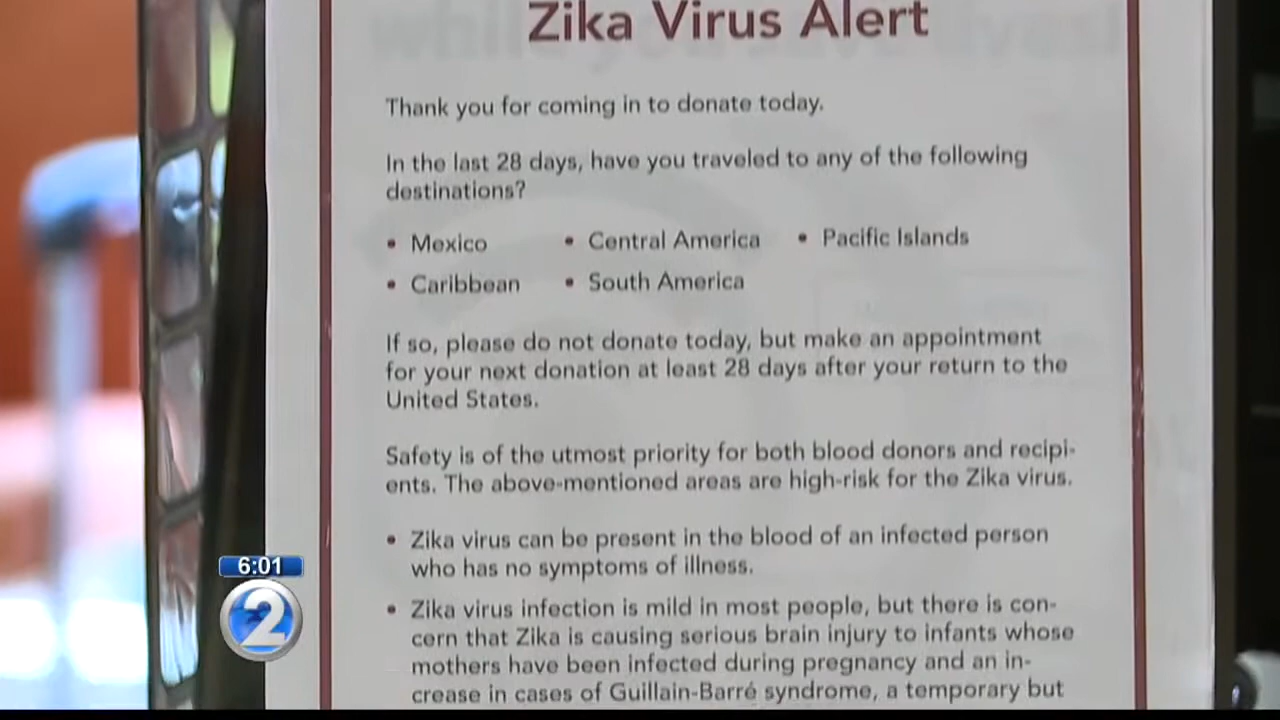 Zika Virus Alert
Thank you for coming in to donate today.
In the last 28 days, have you traveled to any of the following
destinations?
• Mexico • Central America • Pacific Islands
• Caribbean • South America
If so, please do not donate today, but make an appointment
for your next donation at least 28 days after your return to the
United States.
Safety is of the utmost priority for both blood donors and recipi-
ents. The above-mentioned areas are high-risk for the Zika virus.
• Zika virus can be present in the blood of an infected person
who has no symptoms of illness.
• Zika virus infection is mild in most people, but there is con-
cern that Zika is causing serious brain injury to infants whose
mothers have been infected during pregnancy and an in-
crease in cases of Guillain-Barré syndrome, a temporary but
6:01
2